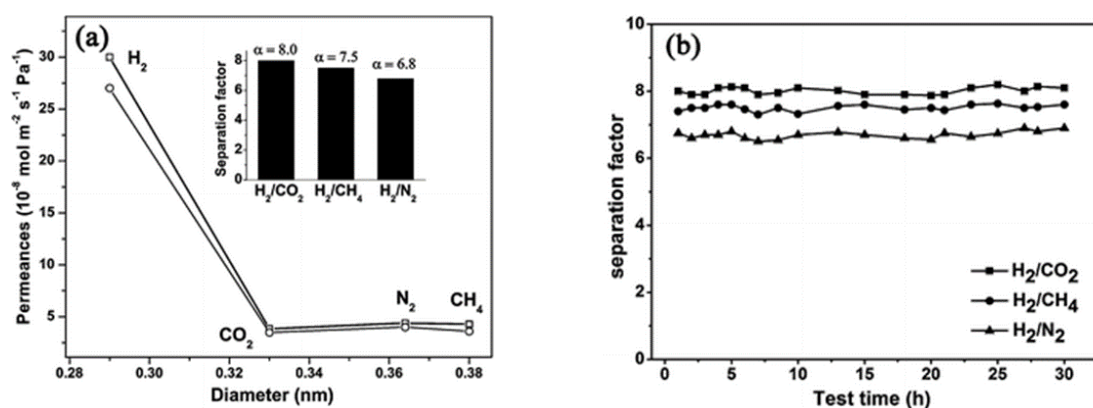 (a)
Permeances (10⁻⁸ mol m⁻² s⁻¹ Pa⁻¹)
30
25
20
15
10
5
0.28
0.30
0.32
0.34
0.36
0.38
Diameter (nm)
H₂
CO₂
N₂
CH₄
Separation factor
8
6
4
2
0
α = 8.0
α = 7.5
α = 6.8
H₂/CO₂
H₂/CH₄
H₂/N₂
(b)
separation factor
10
8
6
4
2
0
0
5
10
15
20
25
30
Test time (h)
H₂/CO₂
H₂/CH₄
H₂/N₂